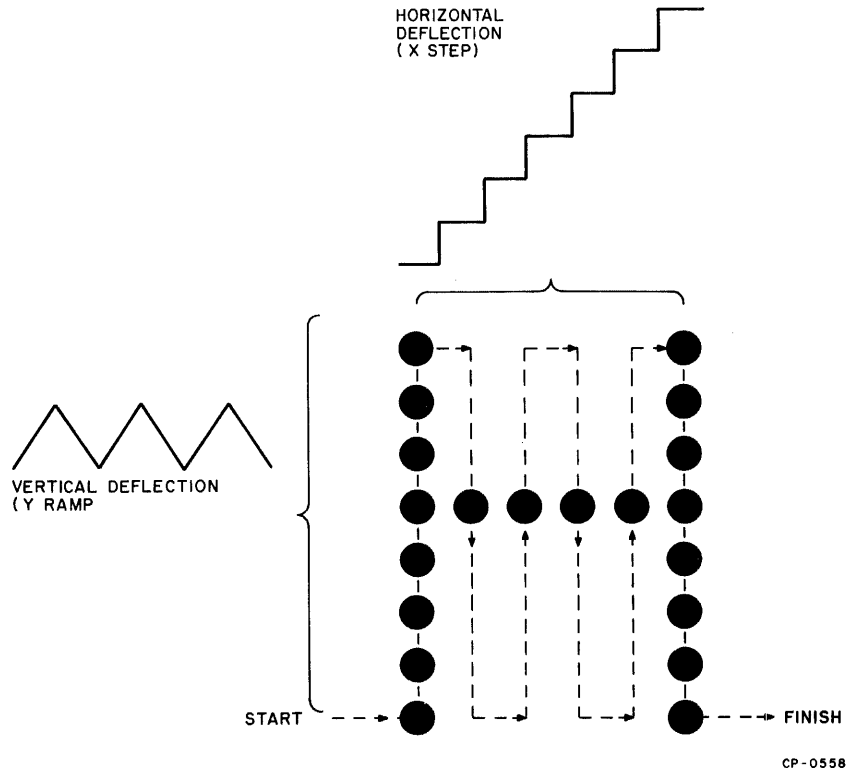 HORIZONTAL
DEFLECTION
( X STEP)
VERTICAL DEFLECTION
(Y RAMP
START
FINISH
CP-0558